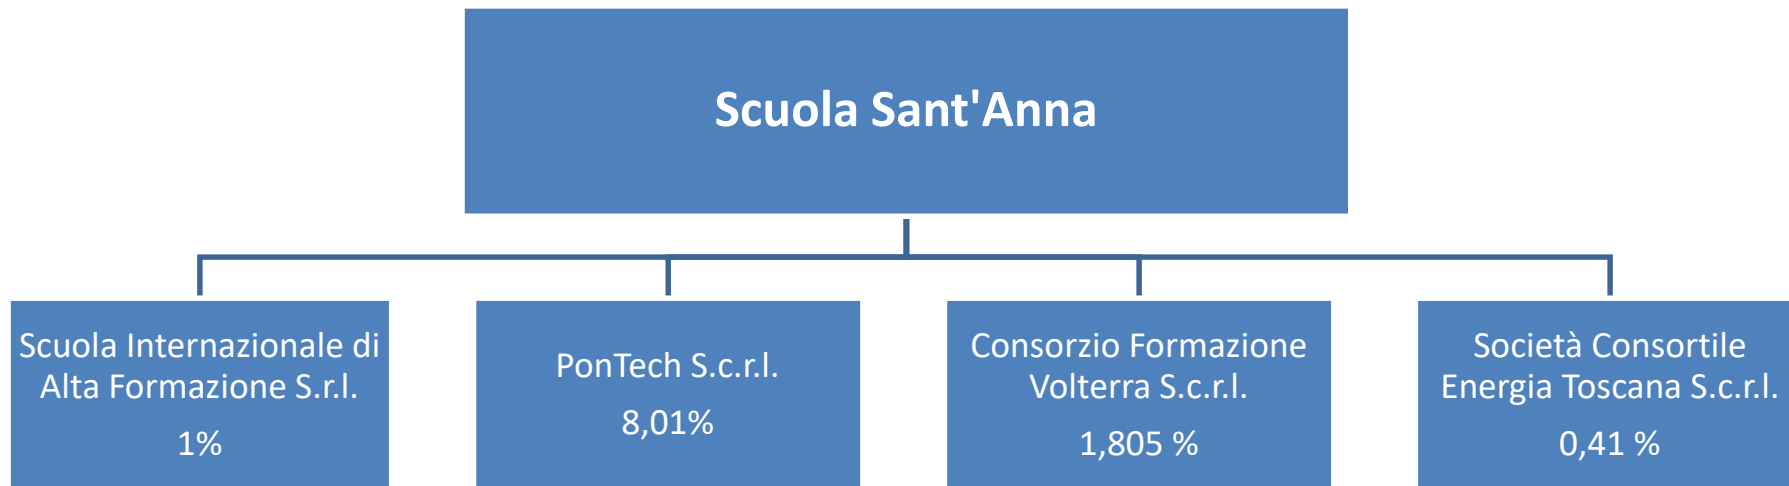 Scuola Sant'Anna
Scuola Internazionale di
Alta Formazione S.r.l.
1%
PonTech S.c.r.l.
8,01%
Consorzio Formazione
Volterra S.c.r.l.
1,805 %
Società Consortile
Energia Toscana S.c.r.l.
0,41 %